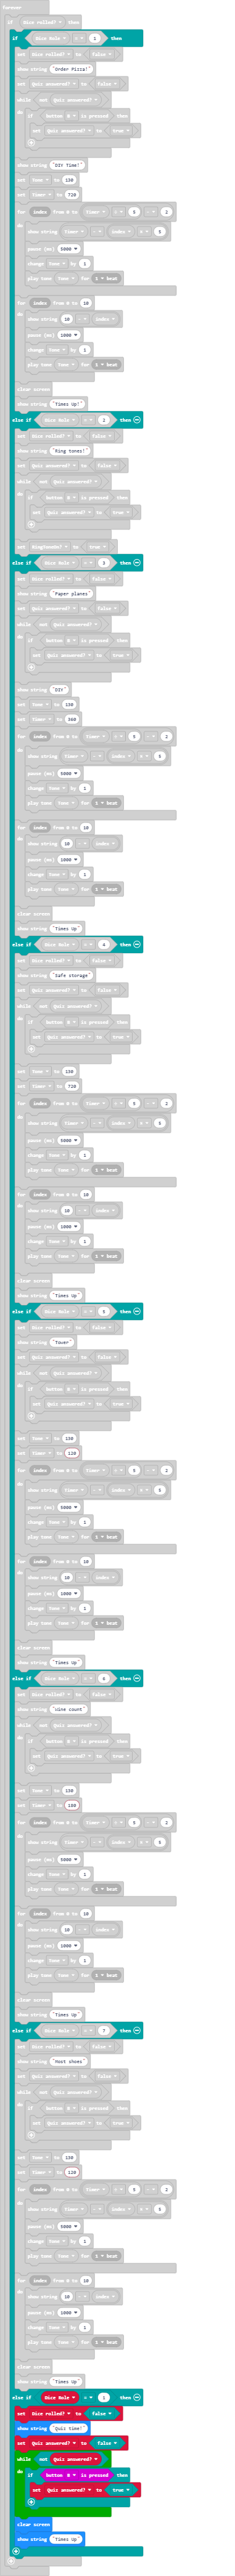 forever
if Dice rolled? then
if Dice Role = 1 then
set Dice rolled? to false
show string "Order Pizza!"
set Quiz answered? to false
while not Quiz answered?
do if button B is pressed then
set Quiz answered? to true
show string "DIY Time!"
set Tone to 130
set Timer to 720
for index from 0 to Timer ÷ 5 - 2
do show string Timer - index × 5
pause (ms) 5000
change Tone by 1
play tone Tone for 1 beat
for index from 0 to 10
do show string 10 - index
pause (ms) 1000
change Tone by 1
play tone Tone for 1 beat
clear screen
show string "Times Up!"
else if Dice Role = 2 then
set Dice rolled? to false
show string "Ring tones!"
set Quiz answered? to false
while not Quiz answered?
do if button B is pressed then
set Quiz answered? to true
set to true
else if Dice Role = 3 then
set Dice rolled? to false
show string "Paper planes"
set Quiz answered? to false
while not Quiz answered?
do if button B is pressed then
set Quiz answered? to true
show string "DIY"
set Tone to 130
set Timer to 360
for index from 0 to Timer ÷ 5 - 2
do show string Timer - index × 5
pause (ms) 5000
change Tone by 1
play tone Tone for 1 beat
for index from 0 to 10
do show string 10 - index
pause (ms) 1000
change Tone by 1
play tone Tone for 1 beat
clear screen
show string "Times Up"
else if Dice Role = 4 then
set Dice rolled? to false
show string "Safe storage"
set Quiz answered? to false
while not Quiz answered?
do if button B is pressed then
set Quiz answered? to true
set Tone to 130
set Timer to 720
for index from 0 to Timer ÷ 5 - 2
do show string Timer - index × 5
pause (ms) 5000
change Tone by 1
play tone Tone for 1 beat
for index from 0 to 10
do show string 10 - index
pause (ms) 1000
change Tone by 1
play tone Tone for 1 beat
clear screen
show string "Times Up"
else if Dice Role = 5 then
set Dice rolled? to false
show string "Tower"
set Quiz answered? to false
while not Quiz answered?
do if button B is pressed then
set Quiz answered? to true
set Tone to 130
set Timer to 120
for index from 0 to Timer ÷ 5 - 2
do show string Timer - index × 5
pause (ms) 5000
change Tone by 1
play tone Tone for 1 beat
for index from 0 to 10
do show string 10 - index
pause (ms) 1000
change Tone by 1
play tone Tone for 1 beat
clear screen
show string "Times Up"
else if Dice Role = 6 then
set Dice rolled? to false
show string count"
set Quiz answered? to false
while not Quiz answered?
do if button B is pressed then
set Quiz answered? to true
set Tone to 130
set Timer to 180
for index from 0 to Timer ÷ 5 - 2
do show string Timer - index × 5
pause (ms) 5000
change Tone by 1
play tone Tone for 1 beat
for index from 0 to 10
do show string 10 - index
pause (ms) 1000
change Tone by 1
play tone Tone for 1 beat
clear screen
show string "Times Up"
else if Dice Role = 7 then
set Dice rolled? to false
show string shoes"
set Quiz answered? to false
while not Quiz answered?
do if button B is pressed then
set Quiz answered? to true
set Tone to 130
set Timer to 120
for index from 0 to Timer ÷ 5 - 2
do show string Timer - index × 5
pause (ms) 5000
change Tone by 1
play tone Tone for 1 beat
for index from 0 to 10
do show string 10 - index
pause (ms) 1000
change Tone by 1
play tone Tone for 1 beat
clear screen
show string "Times Up"
else if Dice Role = 1 then
set Dice rolled? to false
show string "Quiz time!"
set Quiz answered? to false
while not Quiz answered?
do if button B is pressed then
set Quiz answered? to true
clear screen
show string "Times Up"